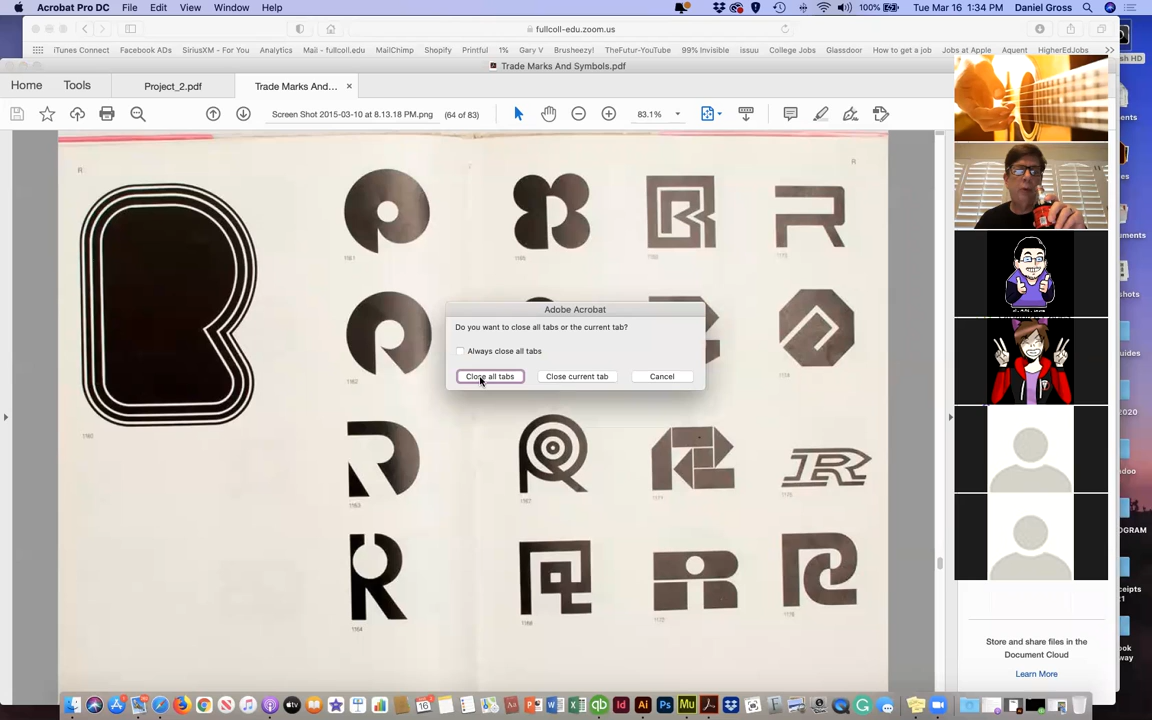 Acrobat Pro DC File Edit View Window Help
100% Tue Mar 16 1:34 PM Daniel Gross
fullcoll-edu.zoom.us
iTunes Connect FaceBook Ads SiriusXM - For You Analytics Mail - fullcoll.edu MailChimp Shopify Printful 1% Gary V Brusheezy! TheFutur-YouTube 99% Invisible issuu College Jobs Glassdoor How to get a job Jobs at Apple Aquent HigherEdJobs
Trade Marks And Symbols.pdf
Home Tools Project_2.pdf Trade Marks And... ×
Screen Shot 2015-03-10 at 8.13.18 PM.png (64 of 83) 83.1%
R R
Adobe Acrobat
Do you want to close all tabs or the current tab?
Always close all tabs
Close all tabs Close current tab Cancel
1160
1161
1162
1163
1164
Store and share files in the
Document Cloud
Learn More